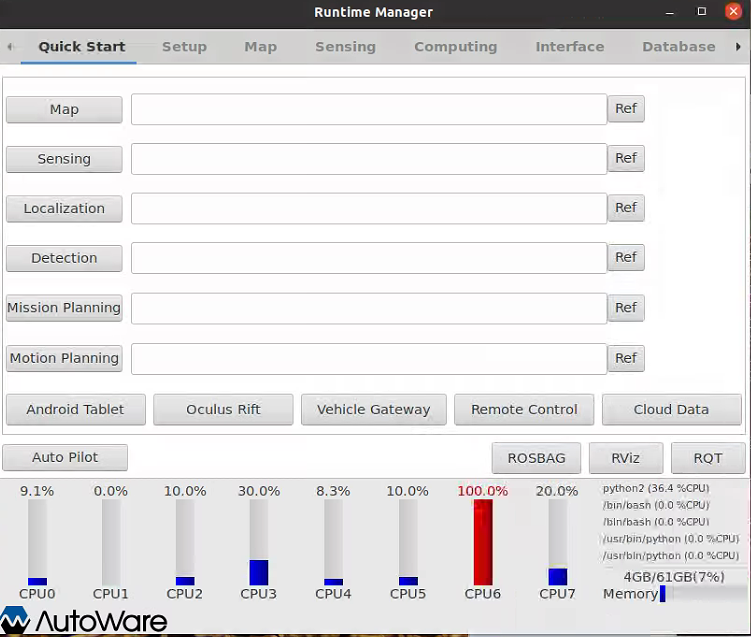 Runtime Manager
Quick Start Setup Map Sensing Computing Interface Database
Map Ref
Sensing Ref
Localization Ref
Detection Ref
Mission Planning Ref
Motion Planning Ref
Android Tablet Oculus Rift Vehicle Gateway Remote Control Cloud Data
Auto Pilot ROSBAG RViz RQT
9.1% 0.0% 10.0% 30.0% 8.3% 10.0% 100.0% 20.0%
python2 (36.4 %CPU)
/bin/bash (0.0 %CPU)
/bin/bash (0.0 %CPU)
/usr/bin/python (0.0 %CPU)
/usr/bin/python (0.0 %CPU)
4GB/61GB(7%)
CPU0 CPU1 CPU2 CPU3 CPU4 CPU5 CPU6 CPU7 Memory
AutoWare